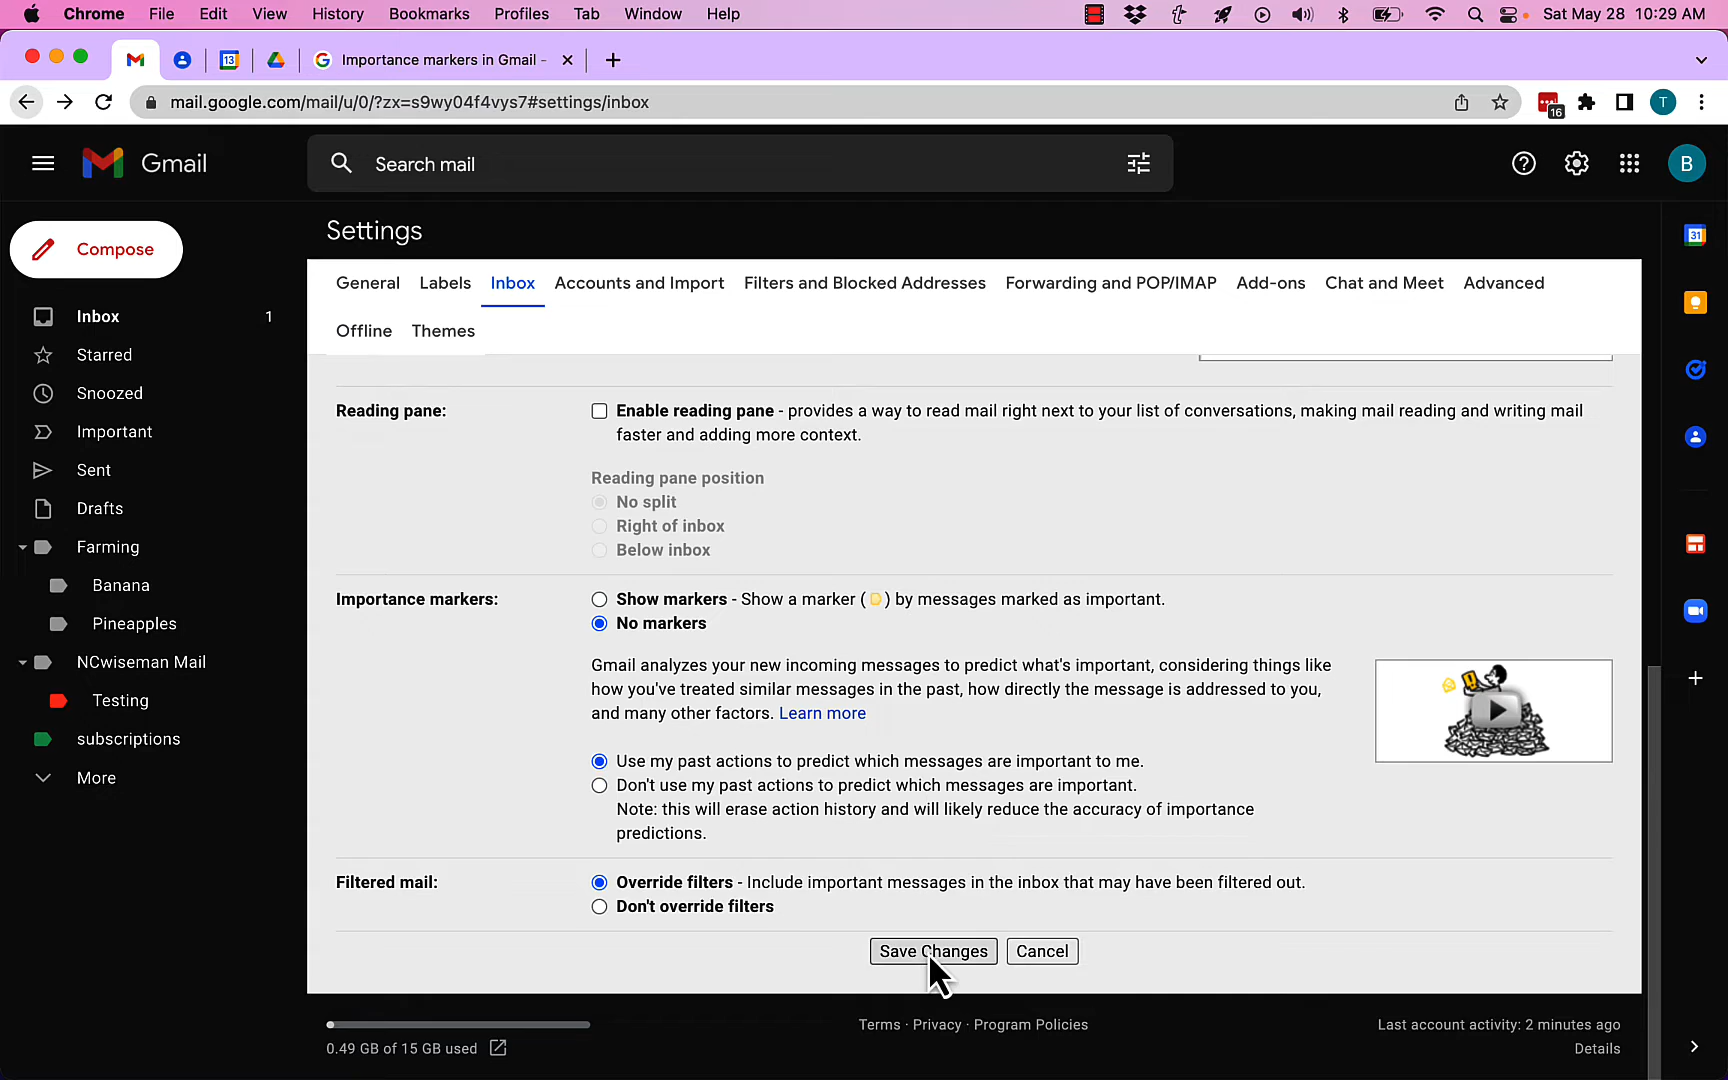 Chrome File Edit View History Bookmarks Profiles Tab Window Help Sat May 28 10:29 AM
13 Importance markers in Gmail -
mail.google.com/mail/u/0/?zx=s9wy04f4vys7#settings/inbox 16 T
Gmail Search mail B
Settings
Compose
General Labels Inbox Accounts and Import Filters and Blocked Addresses Forwarding and POP/IMAP Add-ons Chat and Meet Advanced
Offline Themes
31
Inbox 1
Starred
Snoozed
Important
Sent
Drafts
Farming
Banana
Pineapples
NCwiseman Mail
Testing
subscriptions
More
Reading pane: Enable reading pane - provides a way to read mail right next to your list of conversations, making mail reading and writing mail
faster and adding more context.
Reading pane position
No split
Right of inbox
Below inbox
Importance markers: Show markers - Show a marker ( ) by messages marked as important.
No markers
Gmail analyzes your new incoming messages to predict what's important, considering things like
how you've treated similar messages in the past, how directly the message is addressed to you,
and many other factors. Learn more
Use my past actions to predict which messages are important to me.
Don't use my past actions to predict which messages are important.
Note: this will erase action history and will likely reduce the accuracy of importance
predictions.
Filtered mail: Override filters - Include important messages in the inbox that may have been filtered out.
Don't override filters
Save Changes Cancel
0.49 GB of 15 GB used
Terms · Privacy · Program Policies
Last account activity: 2 minutes ago
Details